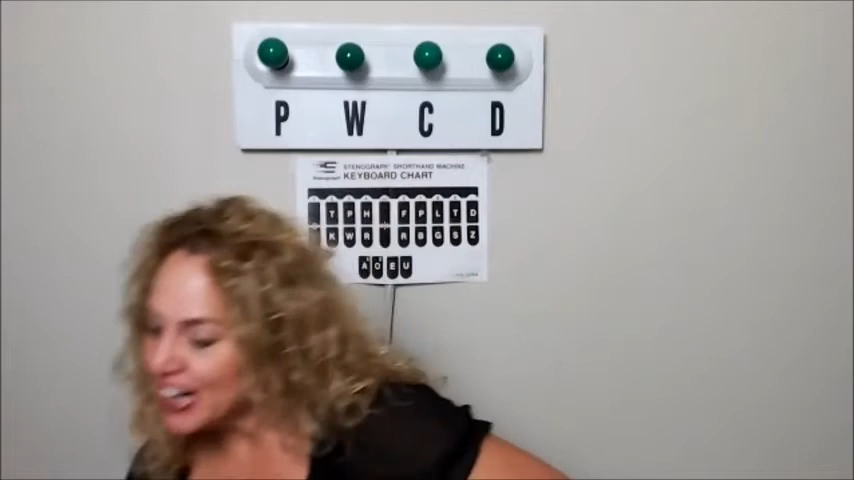 P W C D
STENOGRAPH SHORTHAND MACHINE
KEYBOARD CHART
T P H F P L T D
K W R R B G S Z
A O E U